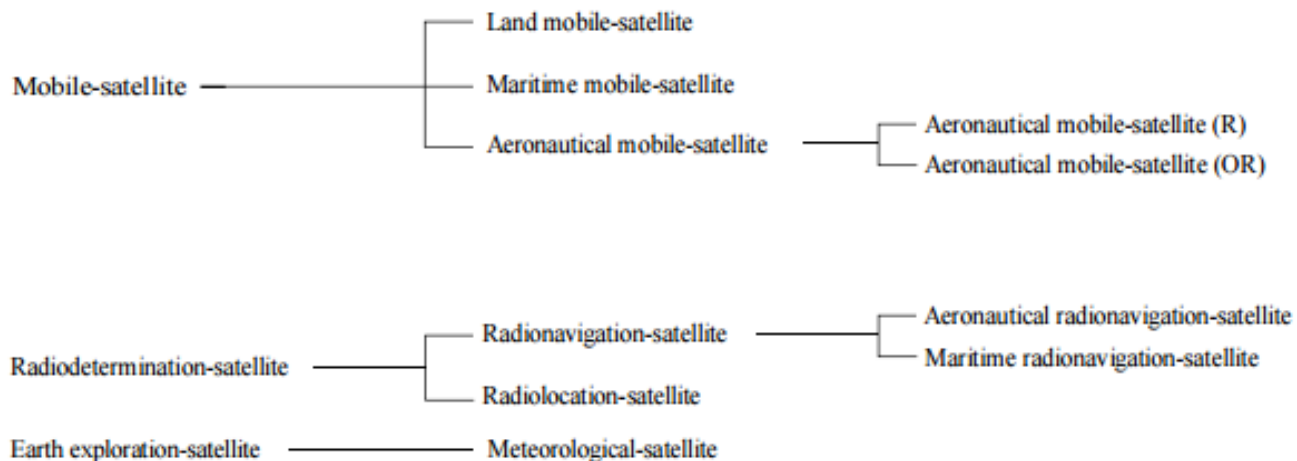 Land mobile-satellite
Mobile-satellite
Maritime mobile-satellite
Aeronautical mobile-satellite
Aeronautical mobile-satellite (R)
Aeronautical mobile-satellite (OR)
Radiodetermination-satellite
Radionavigation-satellite
Aeronautical radionavigation-satellite
Maritime radionavigation-satellite
Radiolocation-satellite
Earth exploration-satellite
Meteorological-satellite